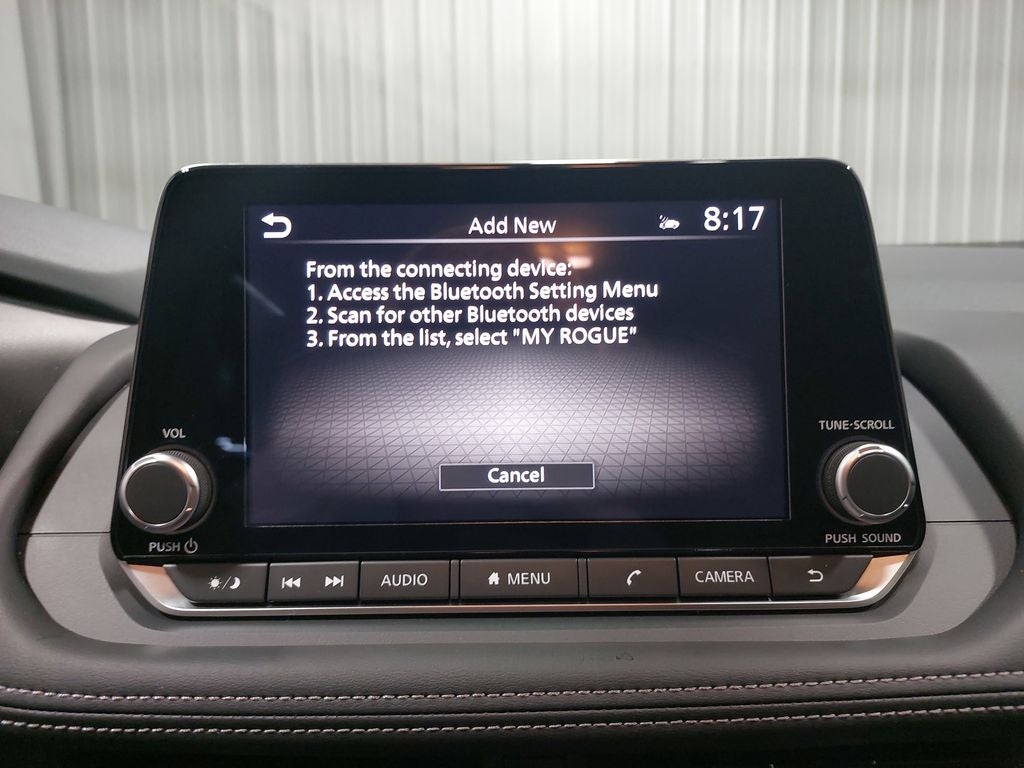 Add New
8:17
From the connecting device:
1. Access the Bluetooth Setting Menu
2. Scan for other Bluetooth devices
3. From the list, select "MY ROGUE"
Cancel
VOL
PUSH
TUNE·SCROLL
PUSH SOUND
AUDIO
MENU
CAMERA